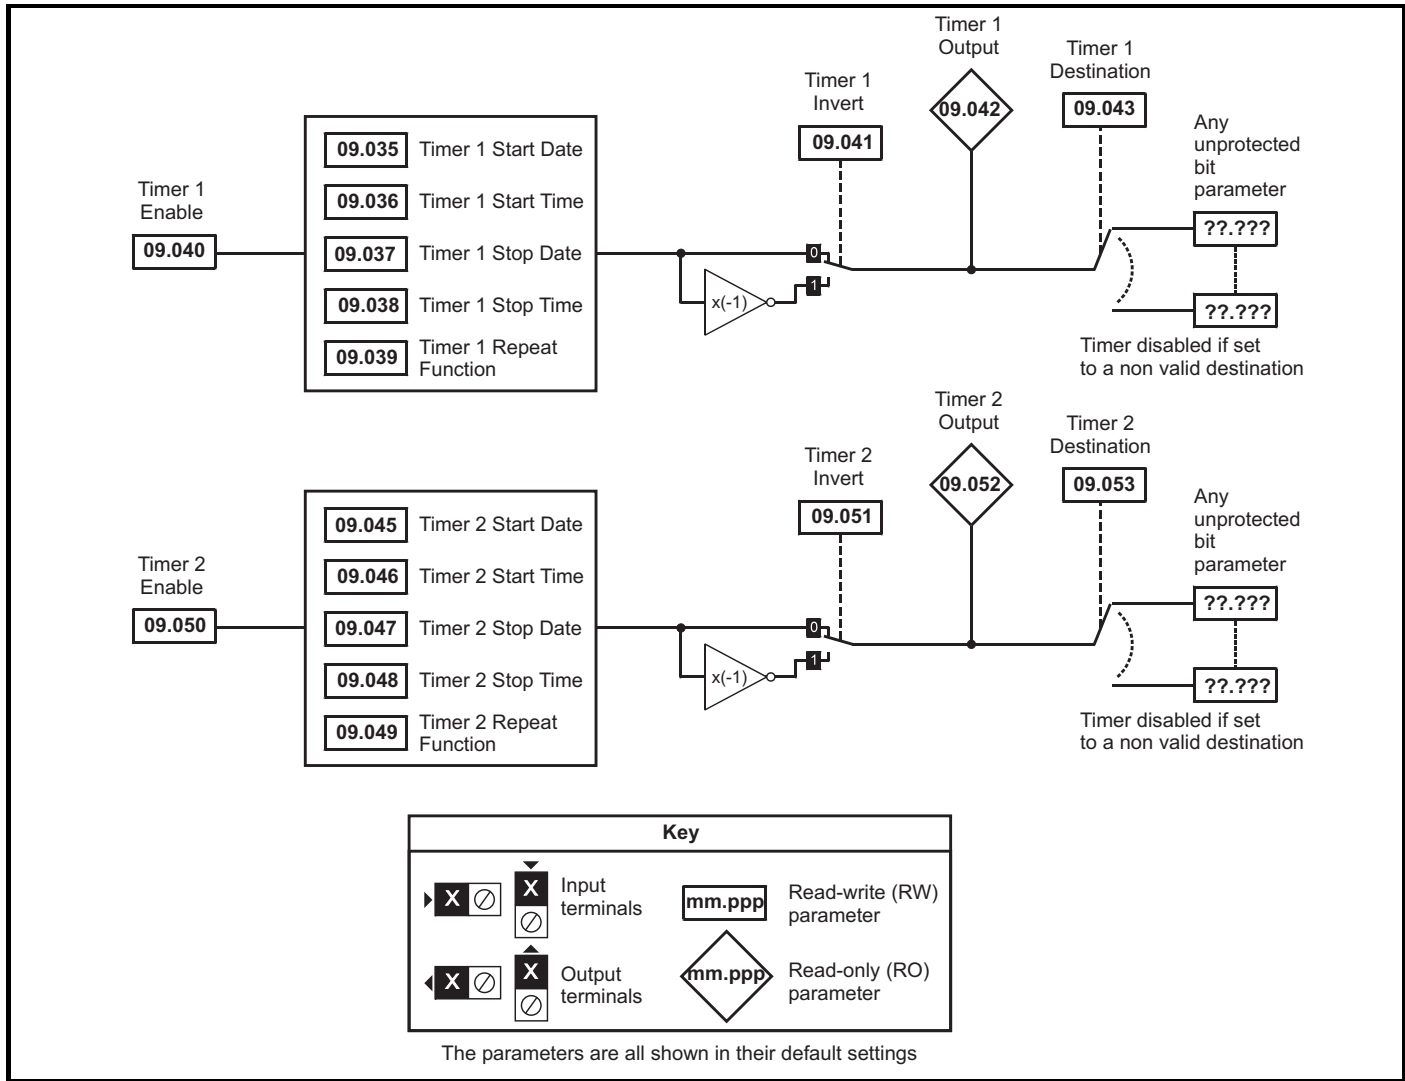 Timer 1
Enable
09.040
09.035 Timer 1 Start Date
09.036 Timer 1 Start Time
09.037 Timer 1 Stop Date
09.038 Timer 1 Stop Time
09.039 Timer 1 Repeat
Function
x(-1)
0
1
Timer 1
Invert
09.041
Timer 1
Output
09.042
Timer 1
Destination
09.043
Any
unprotected
bit
parameter
??.???
??.???
Timer disabled if set
to a non valid destination
Timer 2
Enable
09.050
09.045 Timer 2 Start Date
09.046 Timer 2 Start Time
09.047 Timer 2 Stop Date
09.048 Timer 2 Stop Time
09.049 Timer 2 Repeat
Function
x(-1)
0
1
Timer 2
Invert
09.051
Timer 2
Output
09.052
Timer 2
Destination
09.053
Any
unprotected
bit
parameter
??.???
??.???
Timer disabled if set
to a non valid destination
Key
X X Input
terminals
mm.ppp Read-write (RW)
parameter
X X Output
terminals
mm.ppp Read-only (RO)
parameter
The parameters are all shown in their default settings